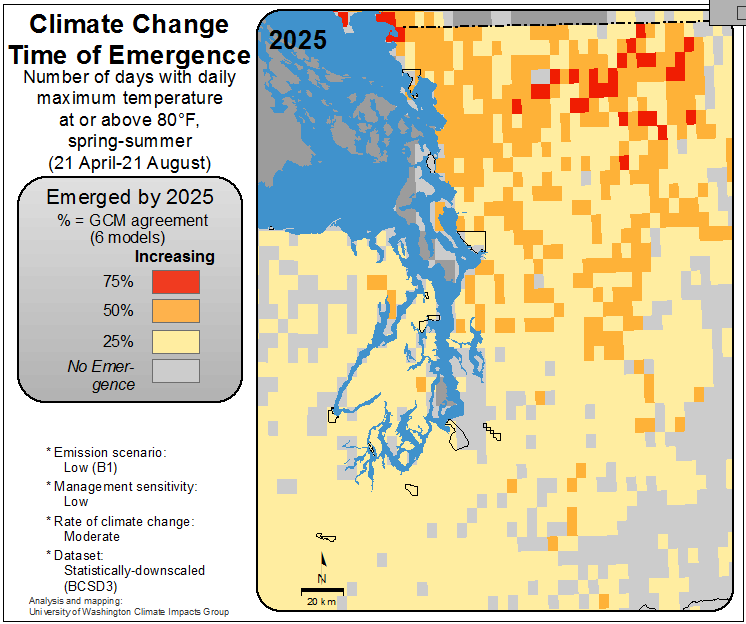 Climate Change
Time of Emergence
Number of days with daily
maximum temperature
at or above 80°F,
spring-summer
(21 April-21 August)
Emerged by 2025
% = GCM agreement
(6 models)
Increasing
75%
50%
25%
No Emer-
gence
* Emission scenario:
Low (B1)
* Management sensitivity:
Low
* Rate of climate change:
Moderate
* Dataset:
Statistically-downscaled
(BCSD3)
Analysis and mapping:
University of Washington Climate Impacts Group
2025
N
20 km